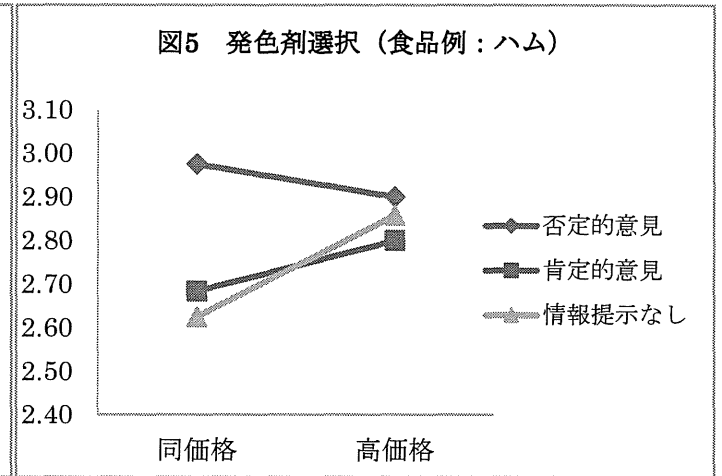 図5　発色剤選択（食品例：ハム）
3.10
3.00
2.90
2.80
2.70
2.60
2.50
2.40
同価格　高価格
否定的意見
肯定的意見
情報提示なし